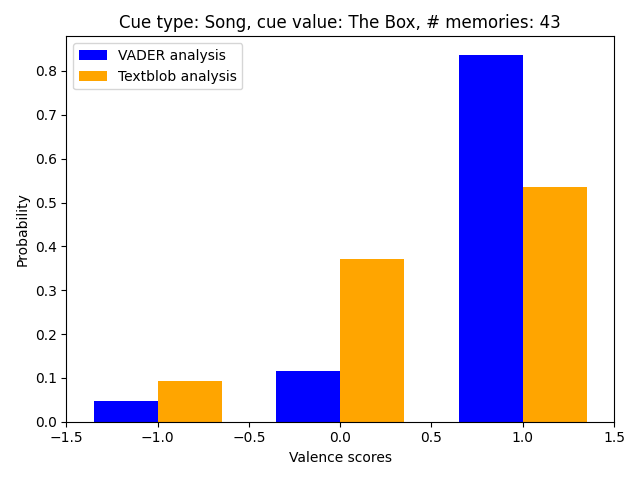 Cue type: Song, cue value: The Box, # memories: 43
VADER analysis
Textblob analysis
0.8
0.7
0.6
0.5
0.4
0.3
0.2
0.1
0.0
Probability
−1.5 −1.0 −0.5 0.0 0.5 1.0 1.5
Valence scores